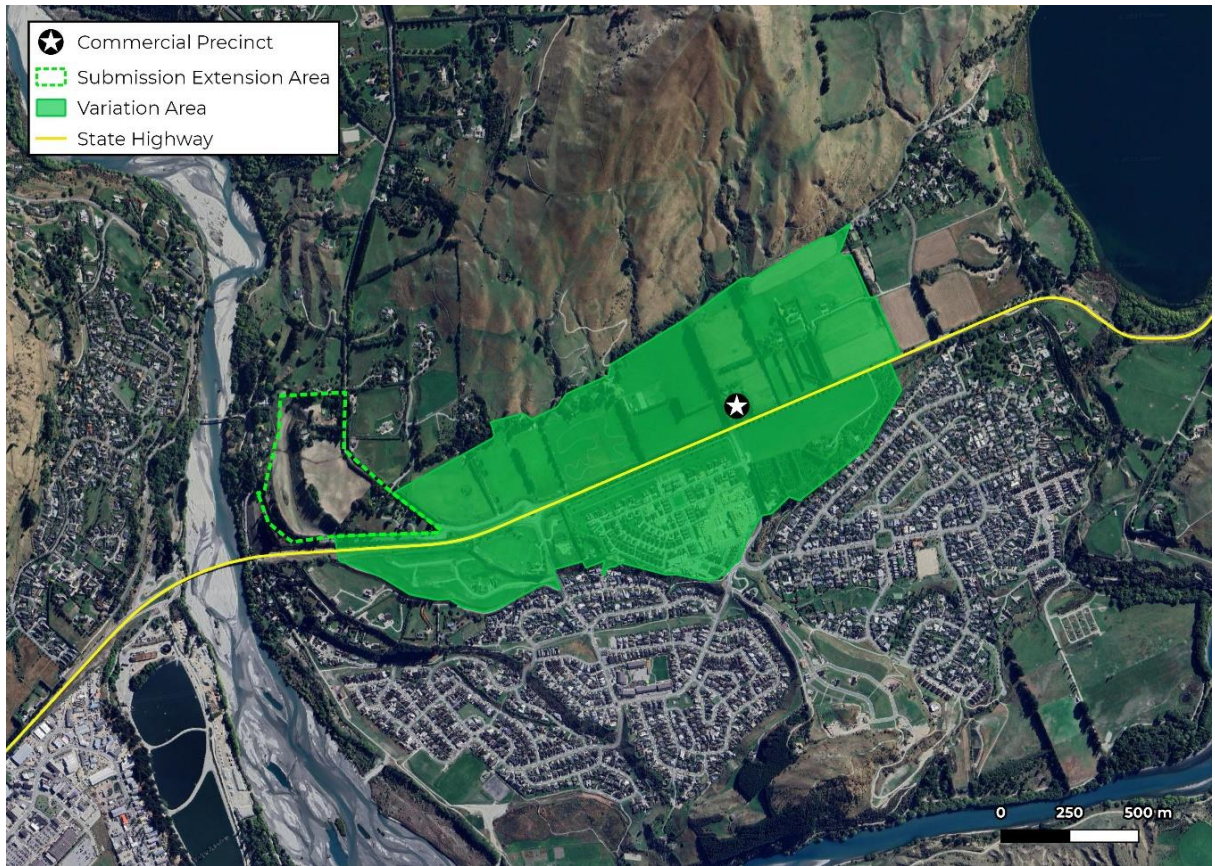 Commercial Precinct
Submission Extension Area
Variation Area
State Highway
0 250 500 m